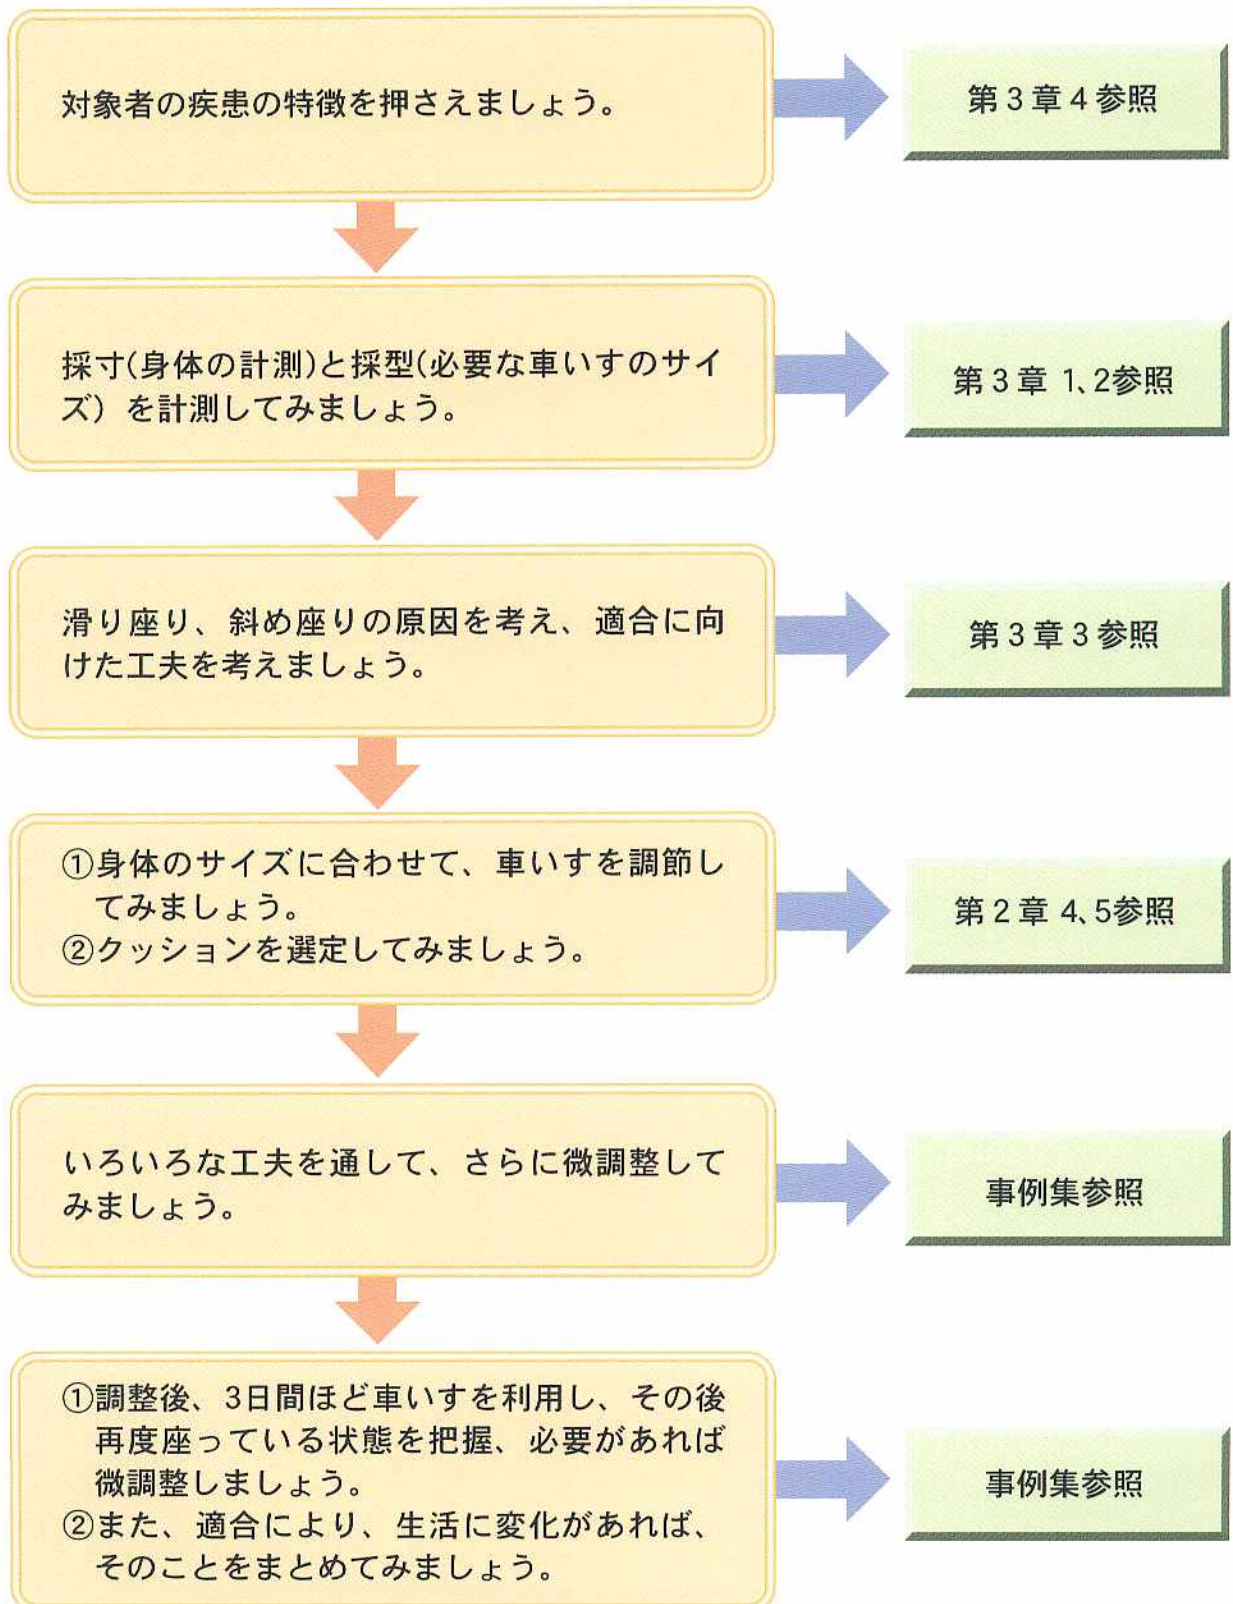 対象者の疾患の特徴を押さえましょう。
第3章4参照
採寸(身体の計測)と採型(必要な車いすのサイ
ズ）を計測してみましょう。
第3章 1、2参照
滑り座り、斜め座りの原因を考え、適合に向
けた工夫を考えましょう。
第3章3参照
①身体のサイズに合わせて、車いすを調節し
てみましょう。
②クッションを選定してみましょう。
第2章 4、5参照
いろいろな工夫を通して、さらに微調整して
みましょう。
事例集参照
①調整後、3日間ほど車いすを利用し、その後
再度座っている状態を把握、必要があれば
微調整しましょう。
②また、適合により、生活に変化があれば、
そのことをまとめてみましょう。
事例集参照